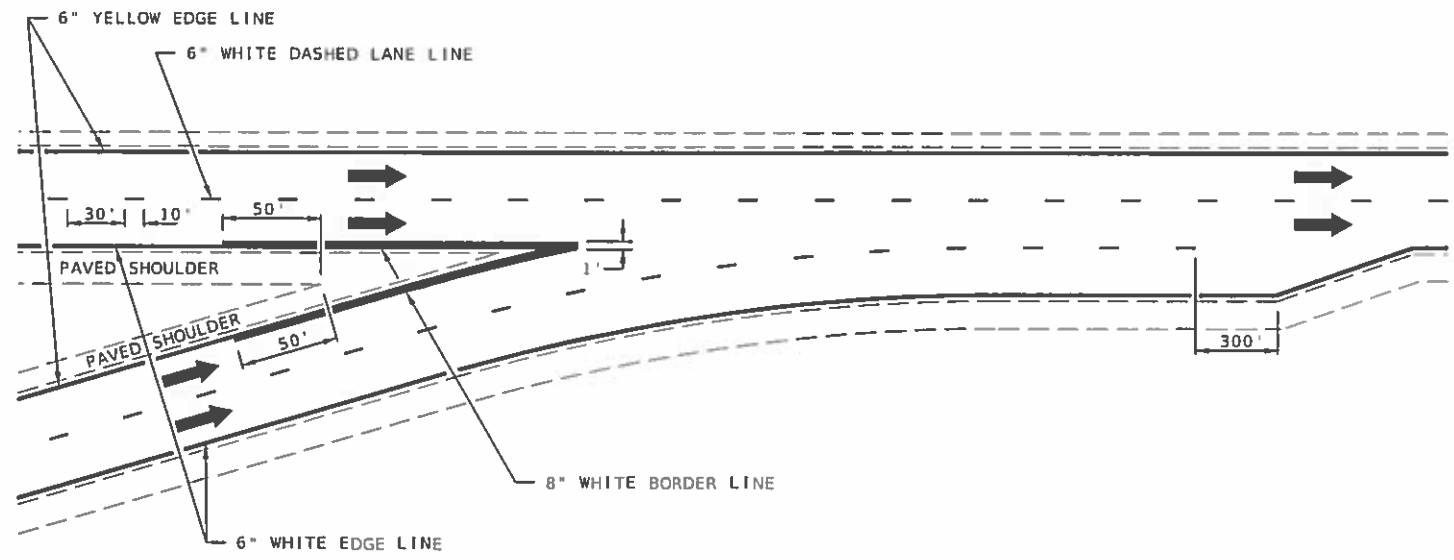 6" YELLOW EDGE LINE
6" WHITE DASHED LANE LINE
30' 10' 50'
PAVED SHOULDER
1'
PAVED SHOULDER
50'
300'
8" WHITE BORDER LINE
6" WHITE EDGE LINE